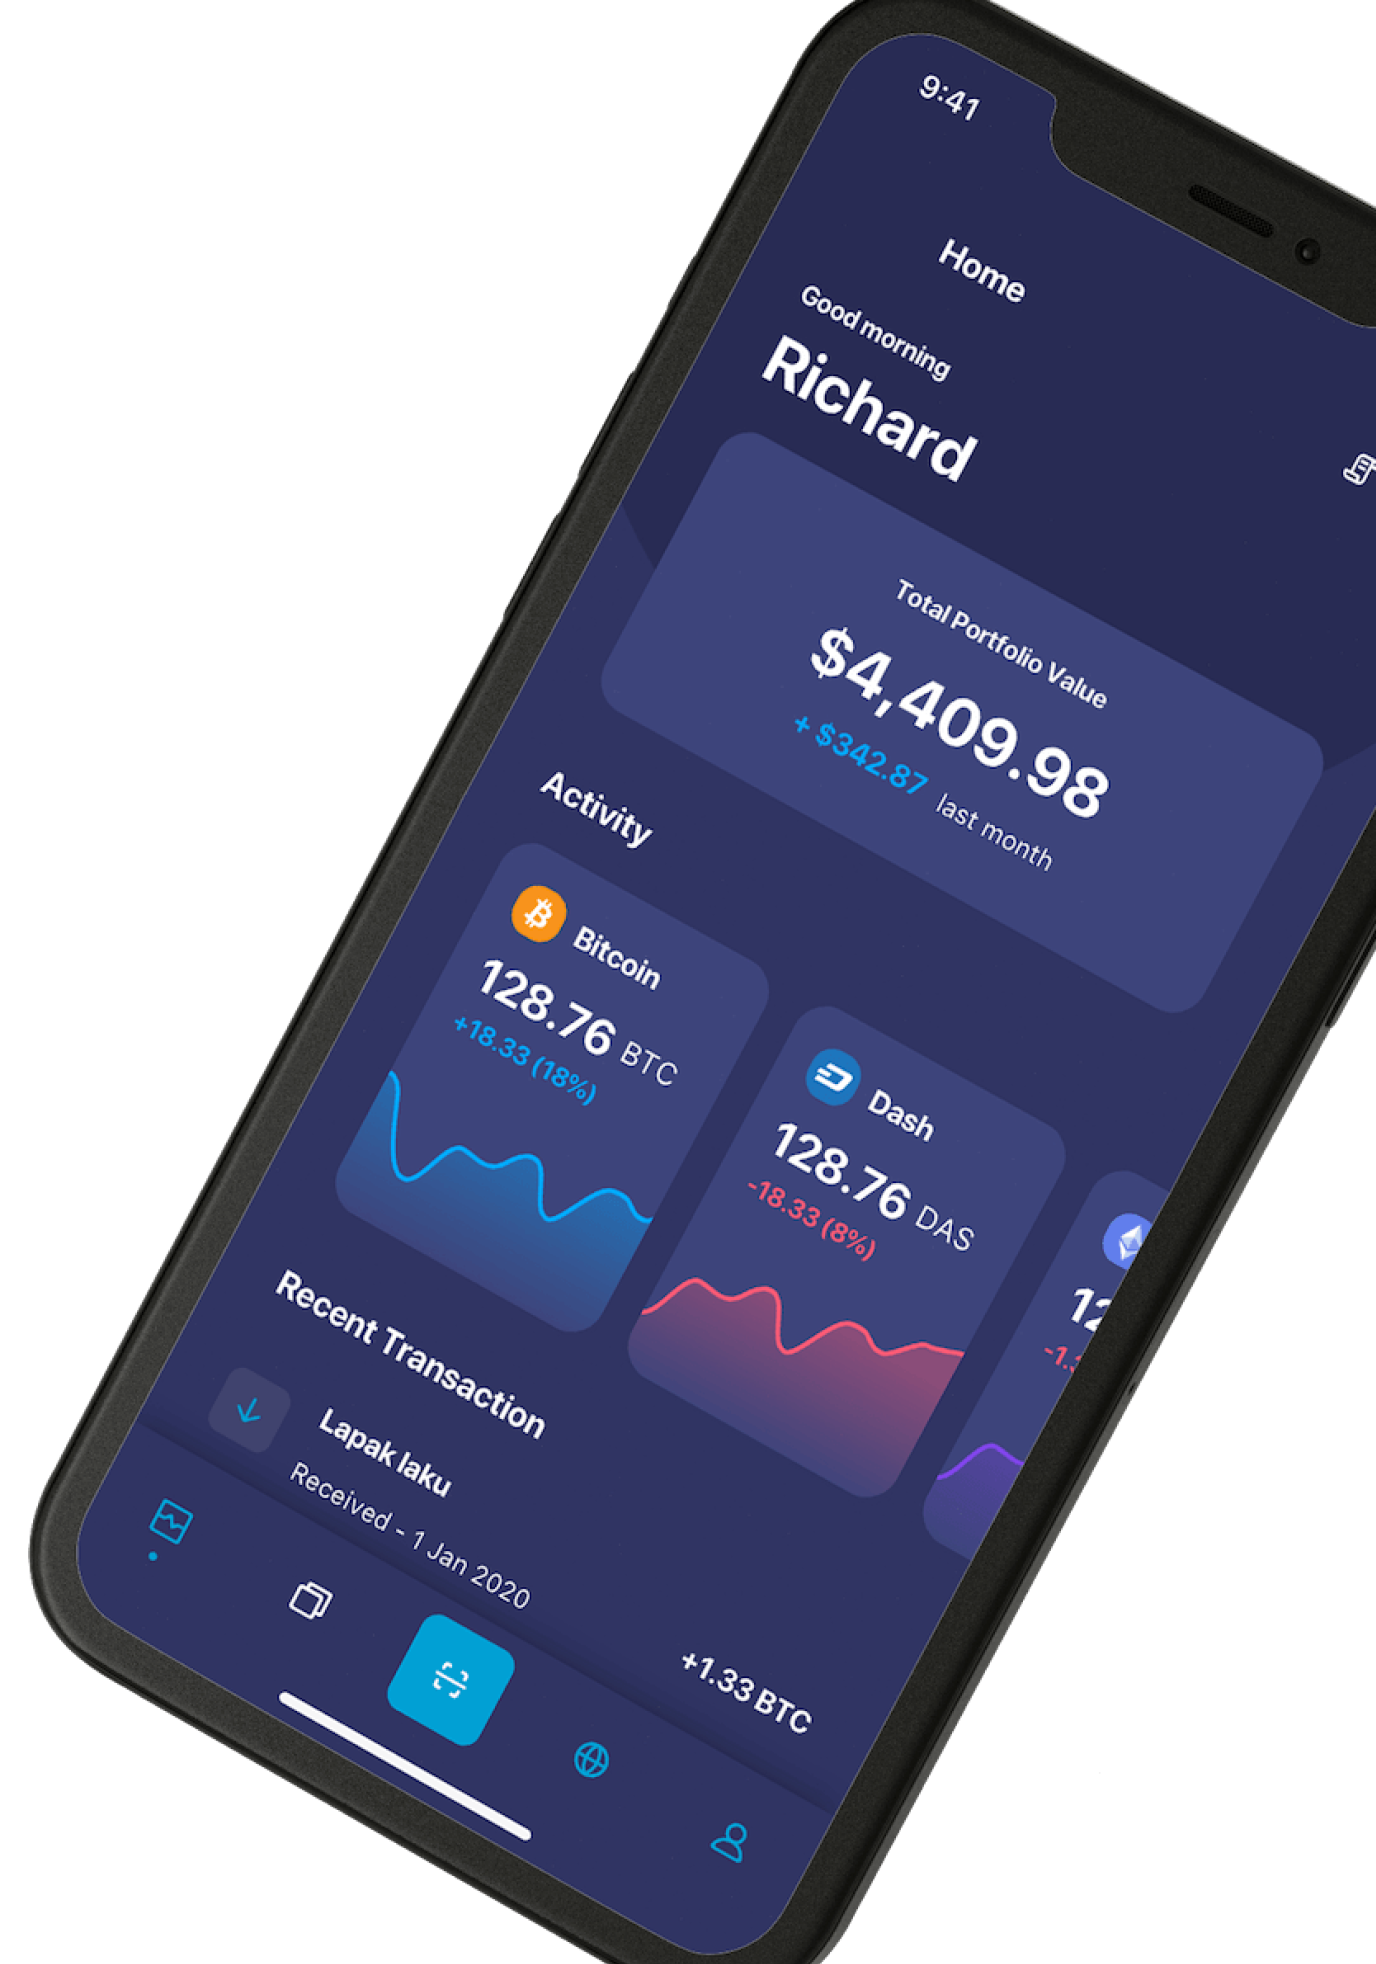 9:41
Home
Good morning
Richard
Total Portfolio Value
$4,409.98
+ $342.87 last month
Activity
Bitcoin
128.76 BTC
+18.33 (18%)
Dash
128.76 DAS
-18.33 (8%)
12
-1.3
Recent Transaction
Lapak laku
Received - 1 Jan 2020
+1.33 BTC